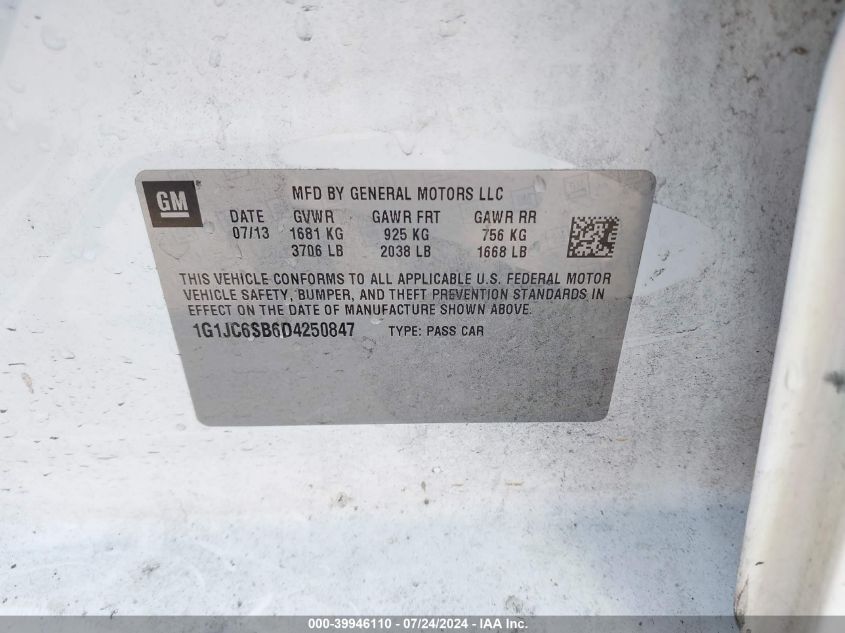 GM
MFD BY GENERAL MOTORS LLC
DATE GVWR GAWR FRT GAWR RR
07/13 1681 KG 925 KG 756 KG
3706 LB 2038 LB 1668 LB
THIS VEHICLE CONFORMS TO ALL APPLICABLE U.S. FEDERAL MOTOR
VEHICLE SAFETY, BUMPER, AND THEFT PREVENTION STANDARDS IN
EFFECT ON THE DATE OF MANUFACTURE SHOWN ABOVE.
1G1JC6SB6D4250847 TYPE: PASS CAR
000-39946110 - 07/24/2024 - IAA Inc.